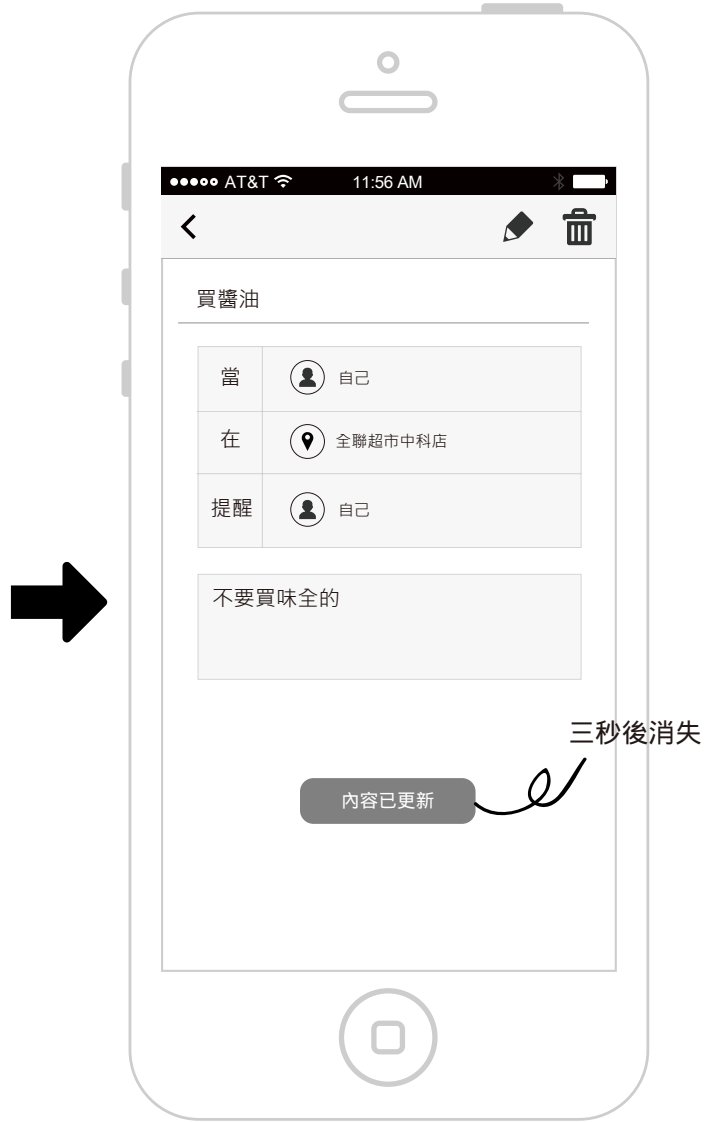 AT&T 11:56 AM
買醬油
當 自己
在 全聯超市中科店
提醒 自己
不要買味全的
三秒後消失
內容已更新